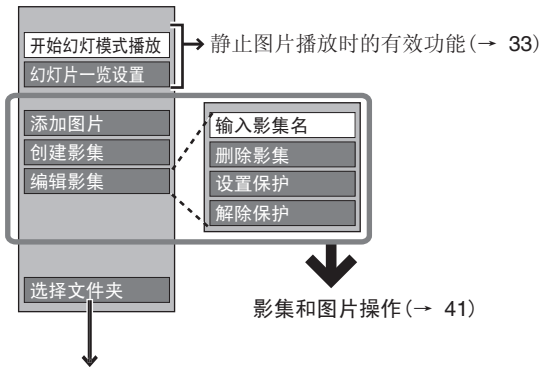 开始幻灯模式播放
静止图片播放时的有效功能(→ 33)
幻灯片一览设置
添加图片
创建影集
编辑影集
输入影集名
删除影集
设置保护
解除保护
选择文件夹
影集和图片操作(→ 41)